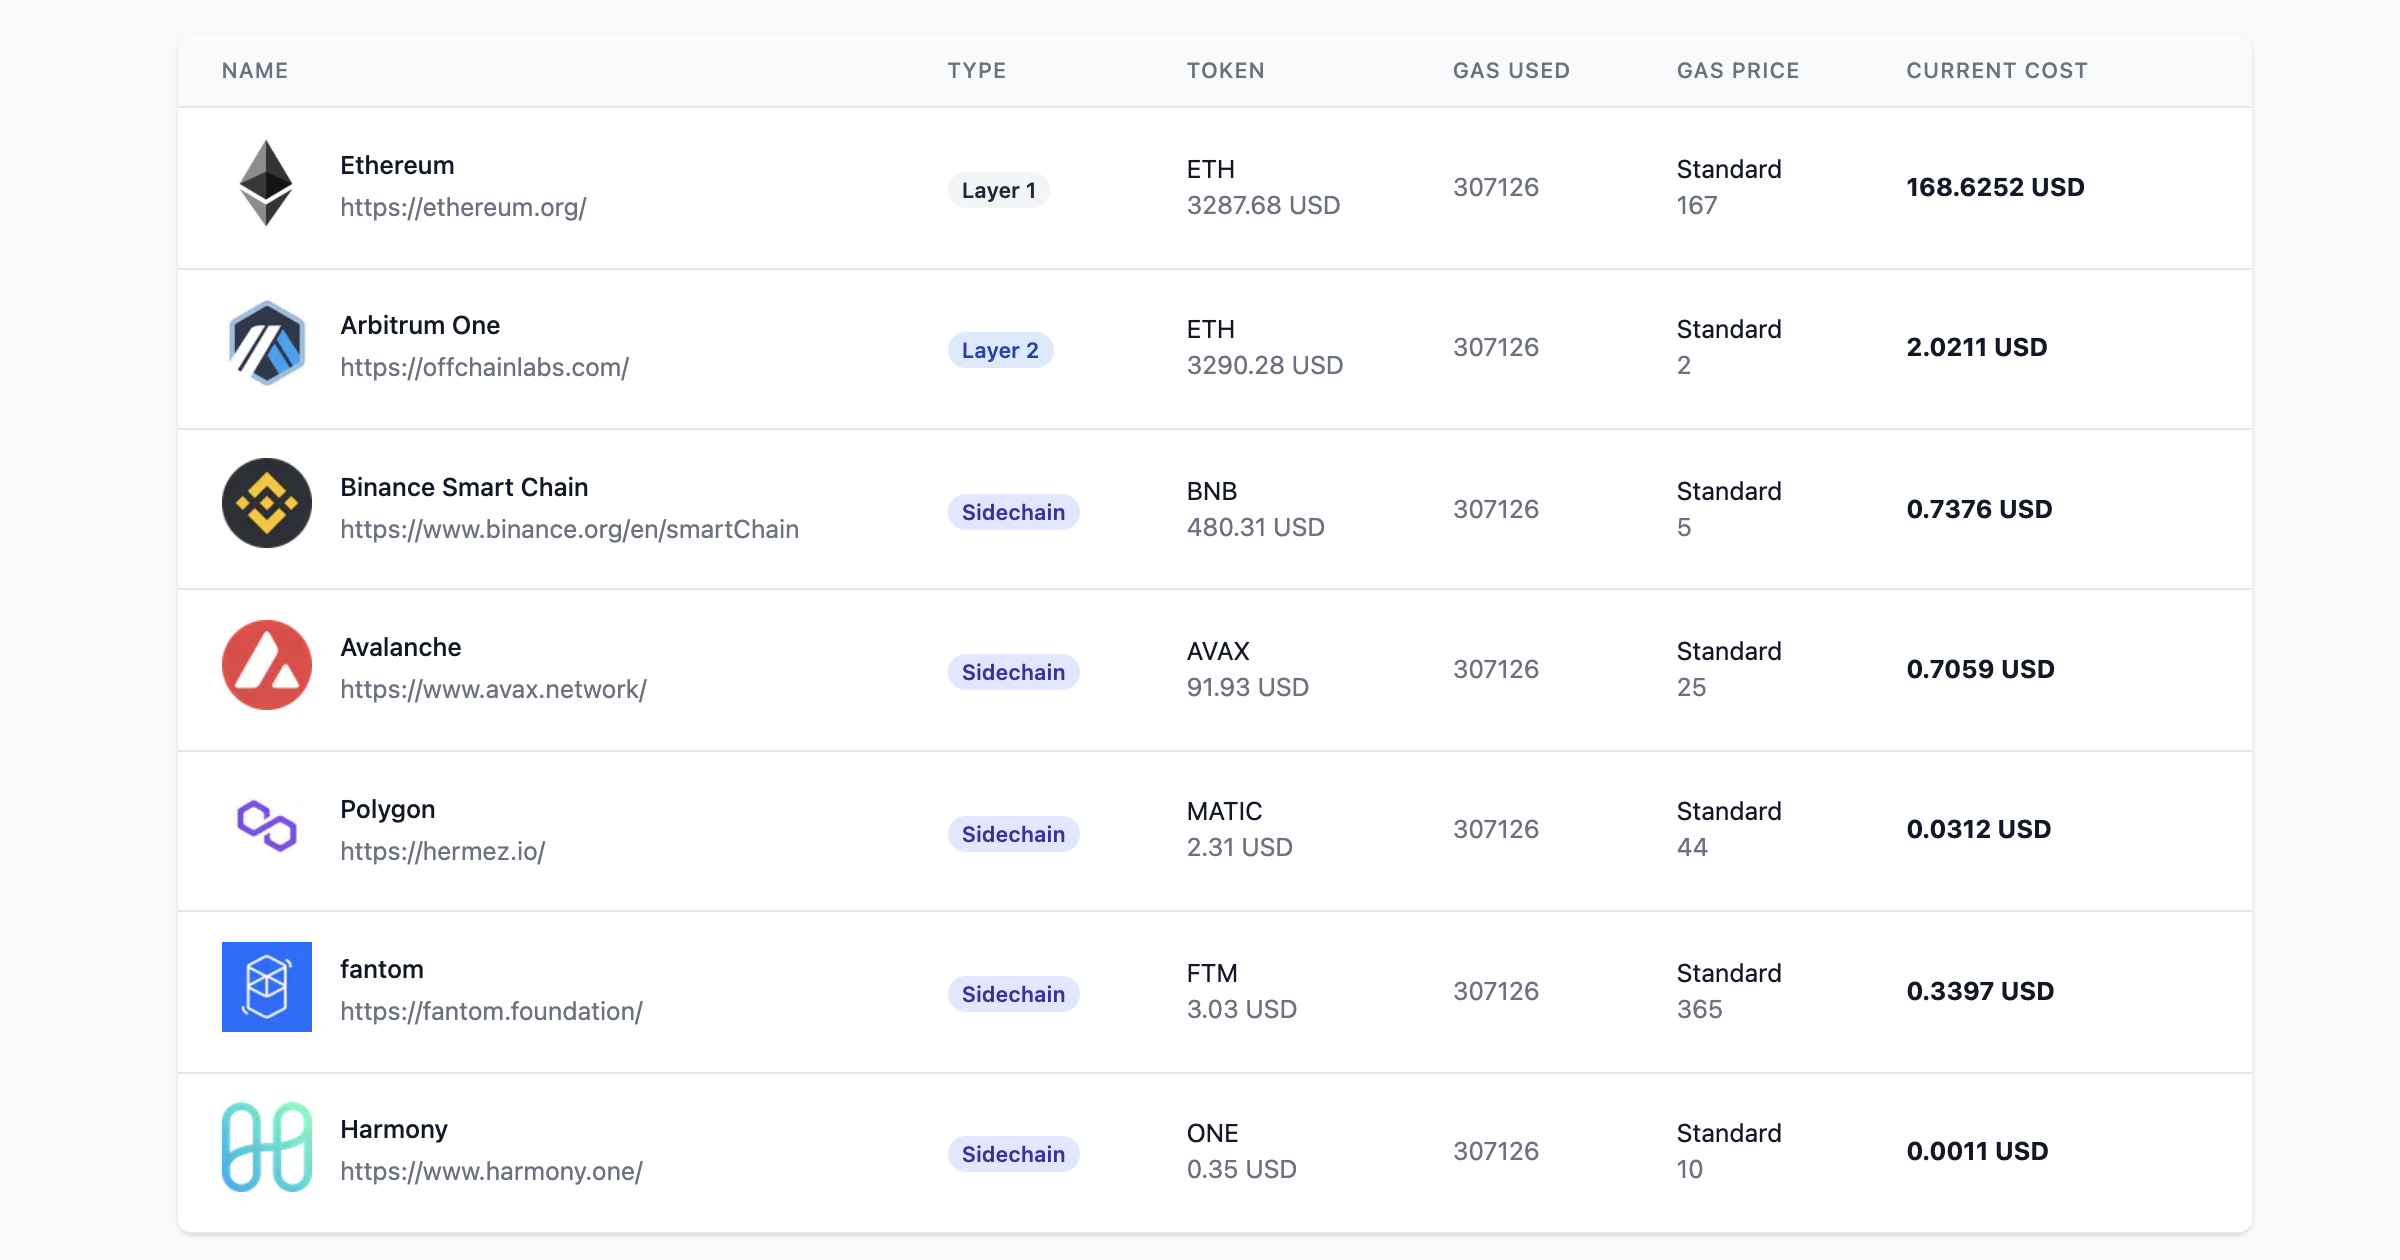 NAME TYPE TOKEN GAS USED GAS PRICE CURRENT COST
Ethereum
https://ethereum.org/
Layer 1
ETH
3287.68 USD
307126
Standard
167
168.6252 USD
Arbitrum One
https://offchainlabs.com/
Layer 2
ETH
3290.28 USD
307126
Standard
2
2.0211 USD
Binance Smart Chain
https://www.binance.org/en/smartChain
Sidechain
BNB
480.31 USD
307126
Standard
5
0.7376 USD
Avalanche
https://www.avax.network/
Sidechain
AVAX
91.93 USD
307126
Standard
25
0.7059 USD
Polygon
https://hermez.io/
Sidechain
MATIC
2.31 USD
307126
Standard
44
0.0312 USD
fantom
https://fantom.foundation/
Sidechain
FTM
3.03 USD
307126
Standard
365
0.3397 USD
Harmony
https://www.harmony.one/
Sidechain
ONE
0.35 USD
307126
Standard
10
0.0011 USD